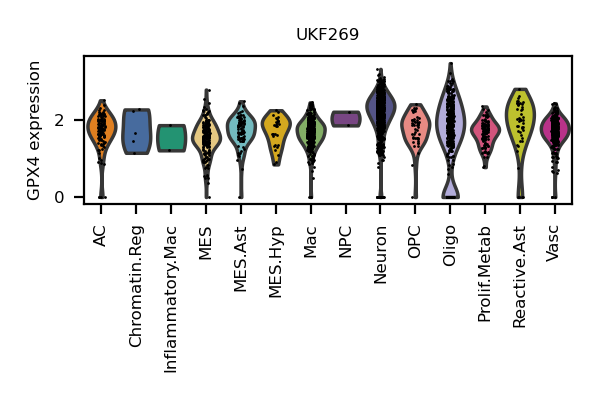 UKF269
GPX4 expression
2
0
AC
Chromatin.Reg
Inflammatory.Mac
MES
MES.Ast
MES.Hyp
Mac
NPC
Neuron
OPC
Oligo
Prolif.Metab
Reactive.Ast
Vasc